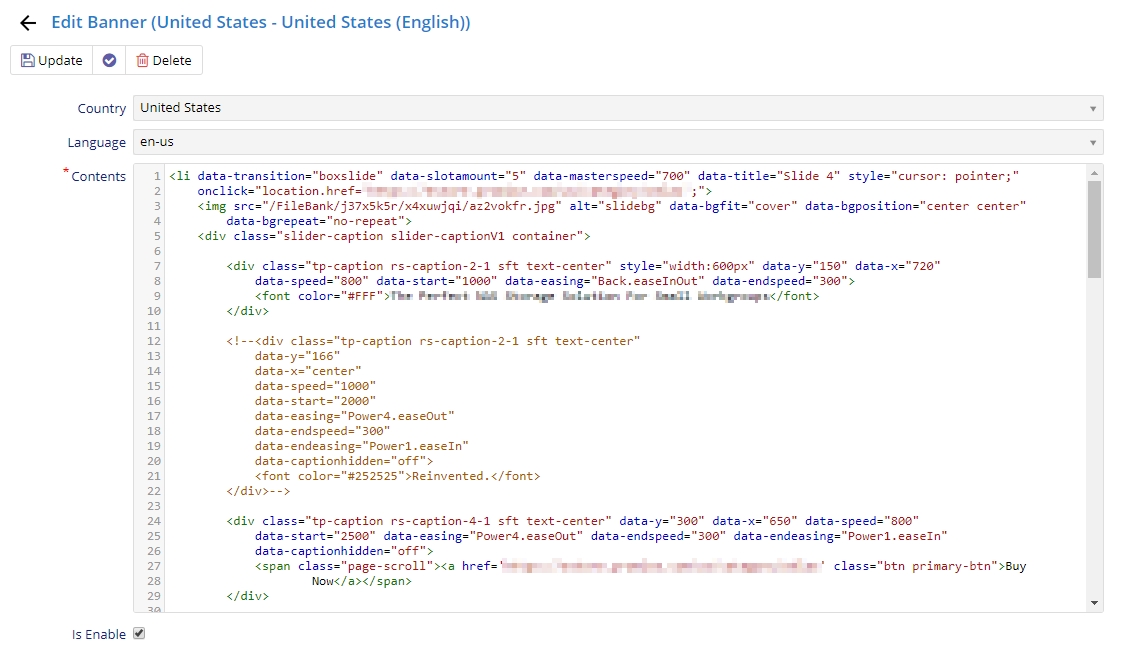 Edit Banner (United States - United States (English))
Update Delete
Country United States
Language en-us
* Contents
1 <li data-transition="boxslide" data-slotamount="5" data-masterspeed="700" data-title="Slide 4" style="cursor: pointer;"
2 onclick="location.href= ;">
3 <img src="/FileBank/j37x5k5r/x4xuwjqi/az2vokfr.jpg" alt="slidebg" data-bgfit="cover" data-bgposition="center center"
4 data-bgrepeat="no-repeat">
5 <div class="slider-caption slider-captionV1 container">
6
7 <div class="tp-caption rs-caption-2-1 sft text-center" style="width:600px" data-y="150" data-x="720"
8 data-speed="800" data-start="1000" data-easing="Back.easeInOut" data-endspeed="300">
9 <font color="#FFF">The Perfect Storage Solution For Small Workgroups</font>
10 </div>
11
12 <!--<div class="tp-caption rs-caption-2-1 sft text-center"
13 data-y="166"
14 data-x="center"
15 data-speed="1000"
16 data-start="2000"
17 data-easing="Power4.easeOut"
18 data-endspeed="300"
19 data-endeasing="Power1.easeIn"
20 data-captionhidden="off">
21 <font color="#252525">Reinvented.</font>
22 </div>-->
23
24 <div class="tp-caption rs-caption-4-1 sft text-center" data-y="300" data-x="650" data-speed="800"
25 data-start="2500" data-easing="Power4.easeOut" data-endspeed="300" data-endeasing="Power1.easeIn"
26 data-captionhidden="off">
27 <span class="page-scroll"><a href=' ' class="btn primary-btn">Buy
28 Now</a></span>
29 </div>
30
Is Enable